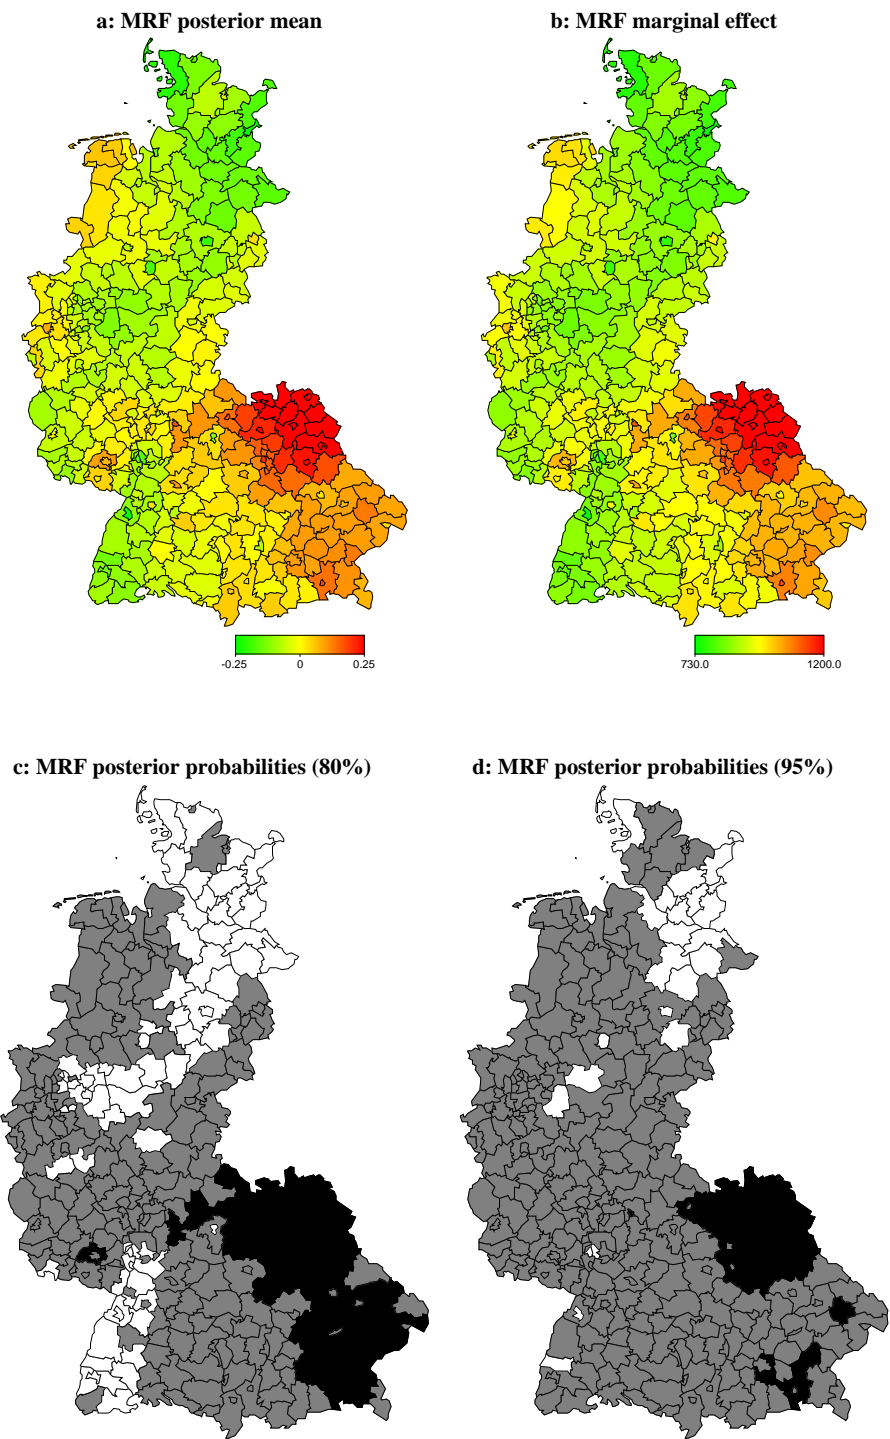 a: MRF posterior mean
b: MRF marginal effect
-0.25 0 0.25
730.0 1200.0
c: MRF posterior probabilities (80%)
d: MRF posterior probabilities (95%)